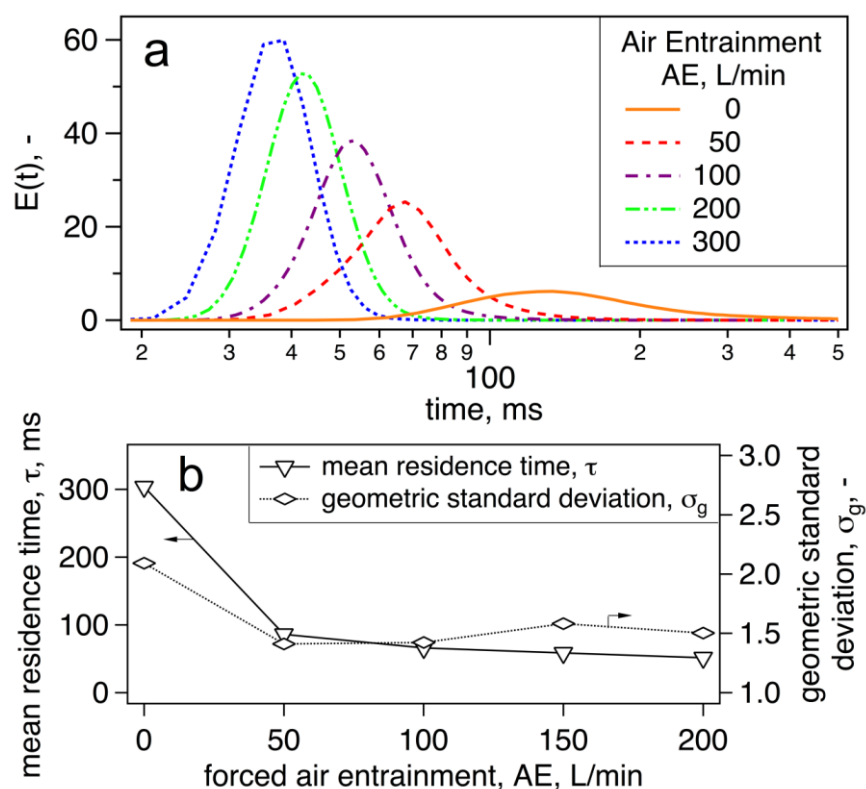 a
Air Entrainment
AE, L/min
0
50
100
200
300
E(t), -
60
40
20
0
2 3 4 5 6 7 8 9 100 2 3 4 5
time, ms
b
mean residence time, τ
geometric standard deviation, σg
mean residence time, τ, ms
300
200
100
0
3.0
2.5
2.0
1.5
1.0
geometric standard
deviation, σg, -
0 50 100 150 200
forced air entrainment, AE, L/min